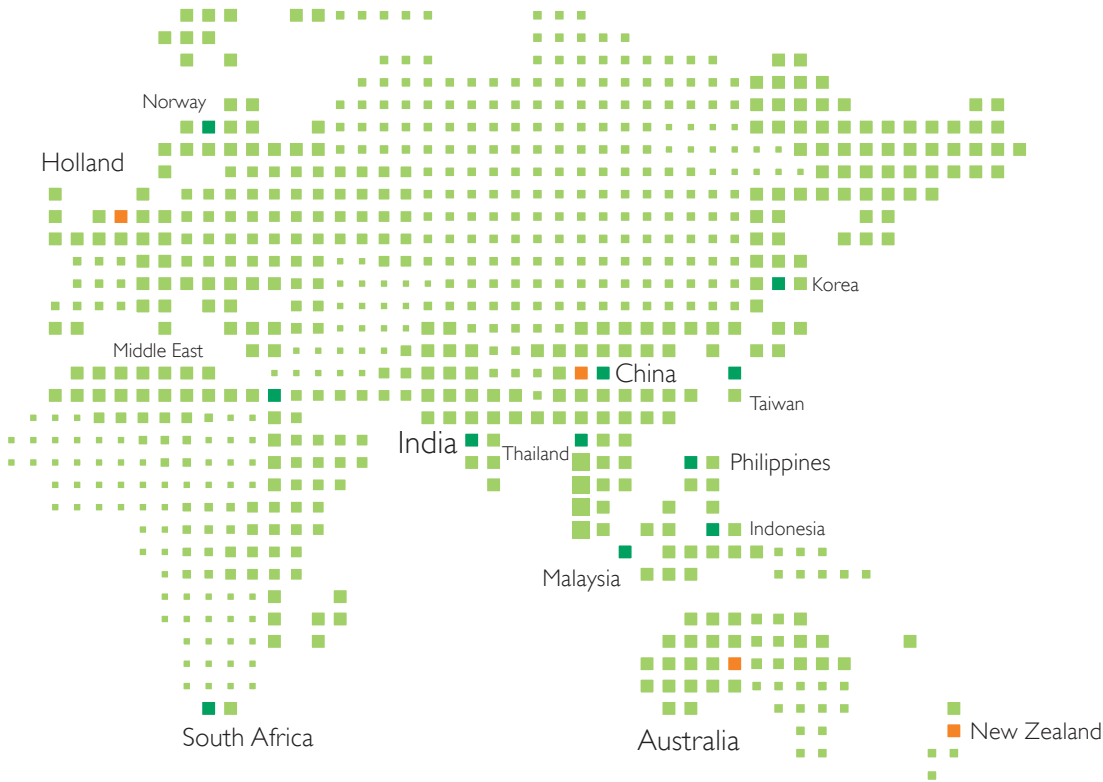 Norway
Holland
Korea
Middle East
China
Taiwan
India
Thailand
Philippines
Indonesia
Malaysia
South Africa
Australia
New Zealand